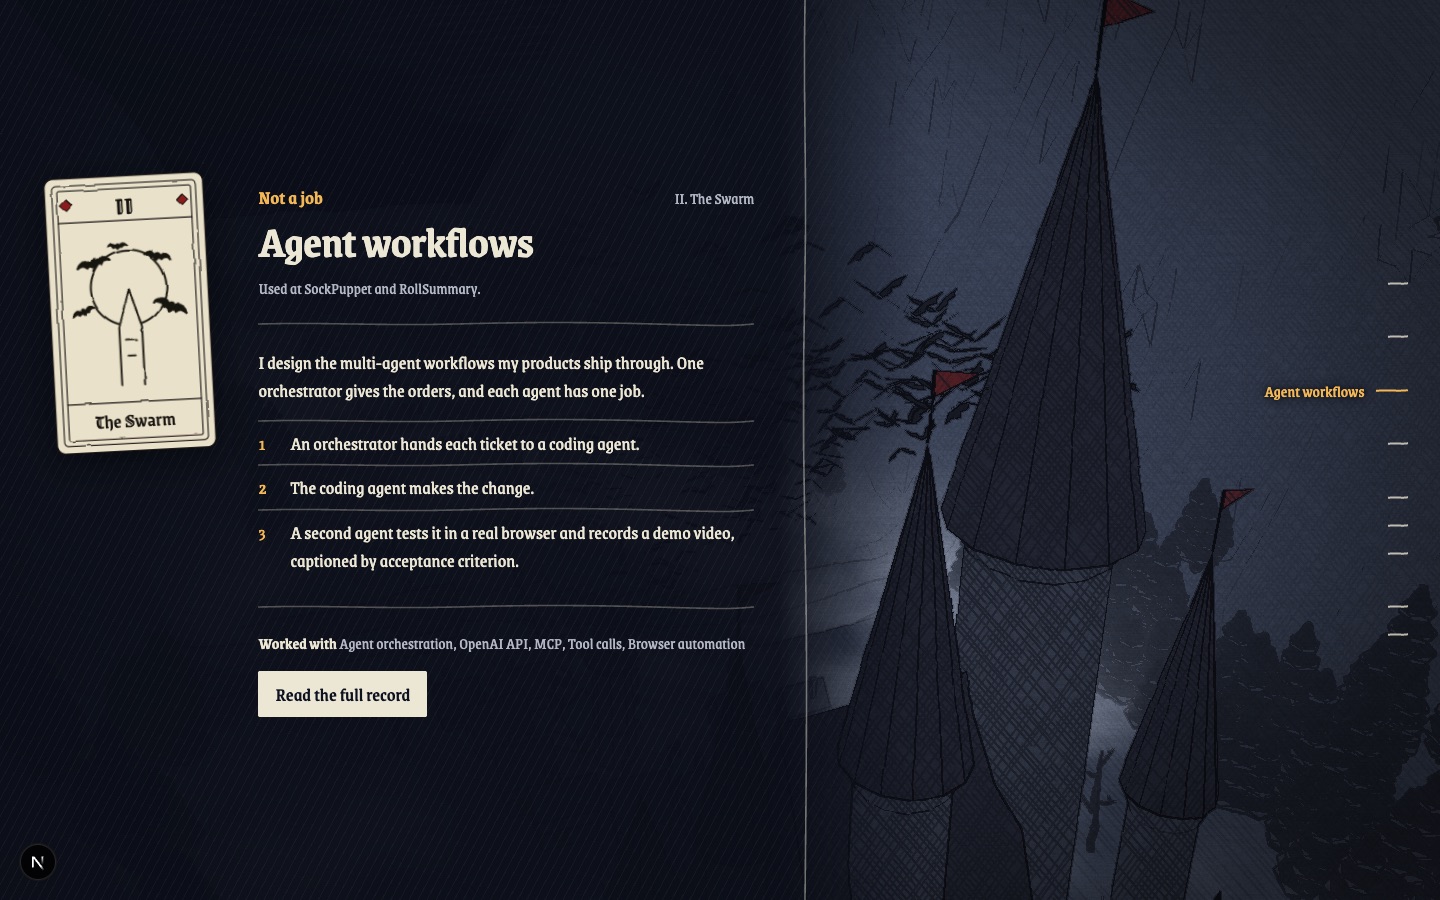 II
The Swarm
Not a job
II. The Swarm
Agent workflows
Used at SockPuppet and RollSummary.
I design the multi-agent workflows my products ship through. One
orchestrator gives the orders, and each agent has one job.
1 An orchestrator hands each ticket to a coding agent.
2 The coding agent makes the change.
3 A second agent tests it in a real browser and records a demo video,
captioned by acceptance criterion.
Worked with Agent orchestration, OpenAI API, MCP, Tool calls, Browser automation
Read the full record
Agent workflows
N